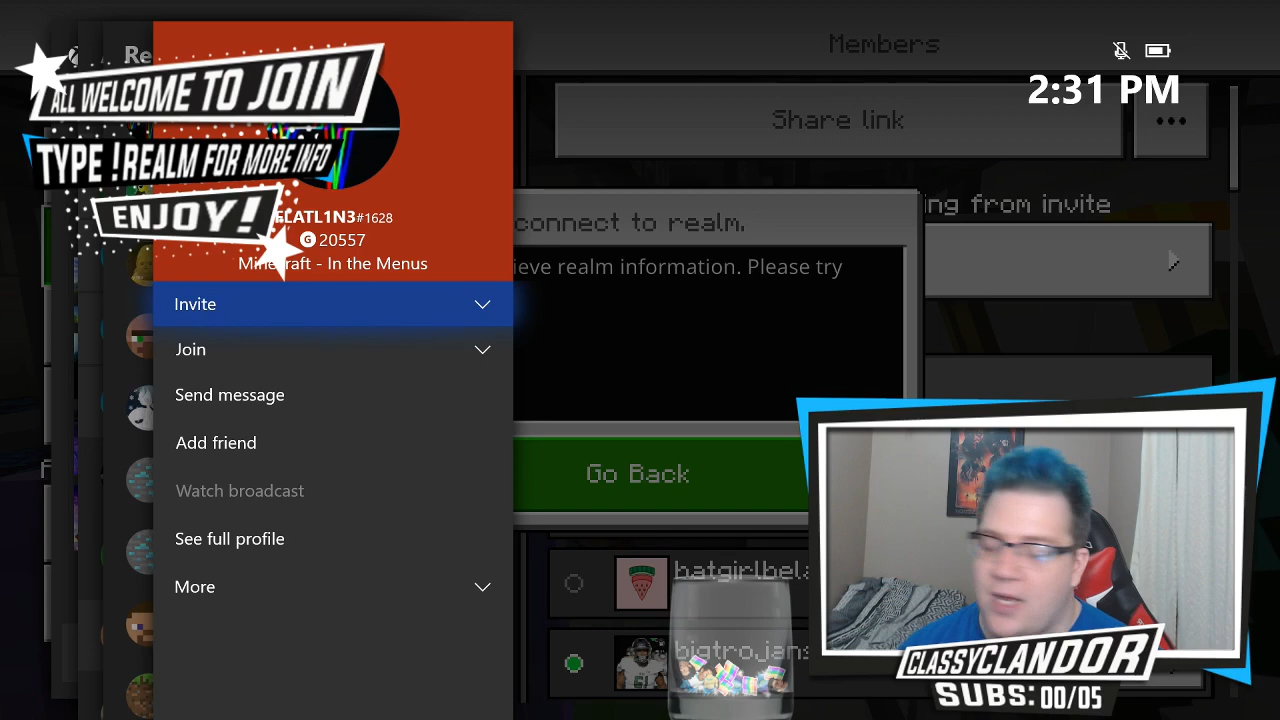 Members
2:31 PM
Re
ALL WELCOME TO JOIN
TYPE !REALM FOR MORE INFO
ENJOY!
Share link
FLATL1N3#1628
G 20557
Minecraft - In the Menus
connect to realm.
ing from invite
ieve realm information. Please try
Invite
Join
Send message
Add friend
Watch broadcast
See full profile
More
Go Back
batgirlbela
bigtrojans
CLASSYCLANDOR
SUBS: 00/05